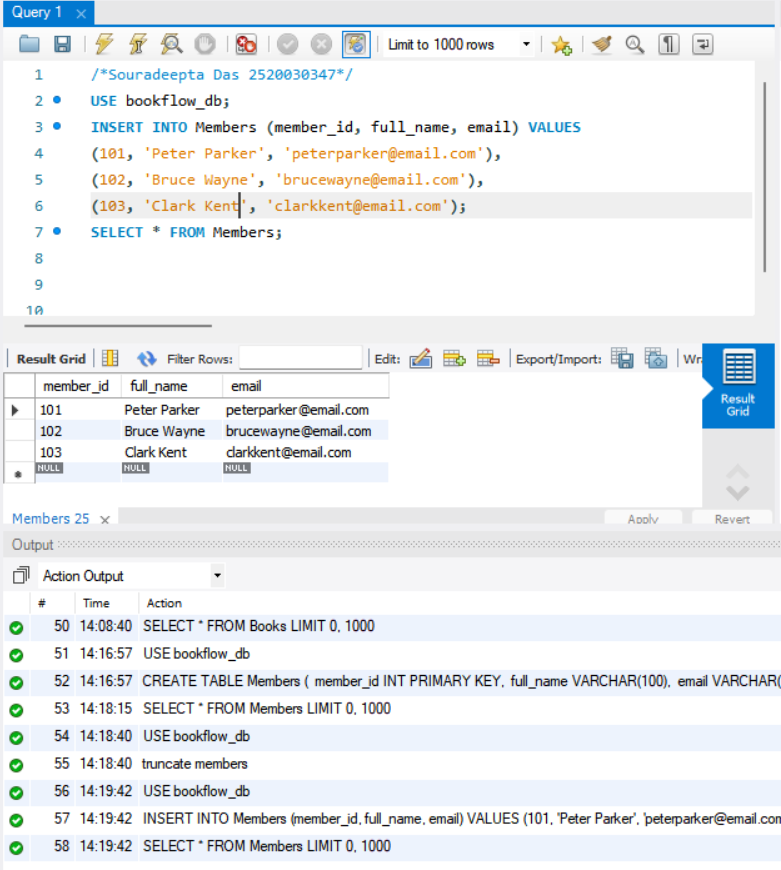 Query 1
Limit to 1000 rows
1 /*Souradeepta Das 2520030347*/
2 USE bookflow_db;
3 INSERT INTO Members (member_id, full_name, email) VALUES
4 (101, 'Peter Parker', 'peterparker@email.com'),
5 (102, 'Bruce Wayne', 'brucewayne@email.com'),
6 (103, 'Clark Kent', 'clarkkent@email.com');
7 SELECT * FROM Members;
8
9
10
Result Grid Filter Rows: Edit: Export/Import: Wr
Result Grid
member_id full_name email
101 Peter Parker peterparker@email.com
102 Bruce Wayne brucewayne@email.com
103 Clark Kent clarkkent@email.com
NULL NULL NULL
Members 25 Apply Revert
Output
Action Output
# Time Action
50 14:08:40 SELECT * FROM Books LIMIT 0, 1000
51 14:16:57 USE bookflow_db
52 14:16:57 CREATE TABLE Members ( member_id INT PRIMARY KEY, full_name VARCHAR(100), email VARCHAR(
53 14:18:15 SELECT * FROM Members LIMIT 0, 1000
54 14:18:40 USE bookflow_db
55 14:18:40 truncate members
56 14:19:42 USE bookflow_db
57 14:19:42 INSERT INTO Members (member_id, full_name, email) VALUES (101, 'Peter Parker', 'peterparker@email.com
58 14:19:42 SELECT * FROM Members LIMIT 0, 1000